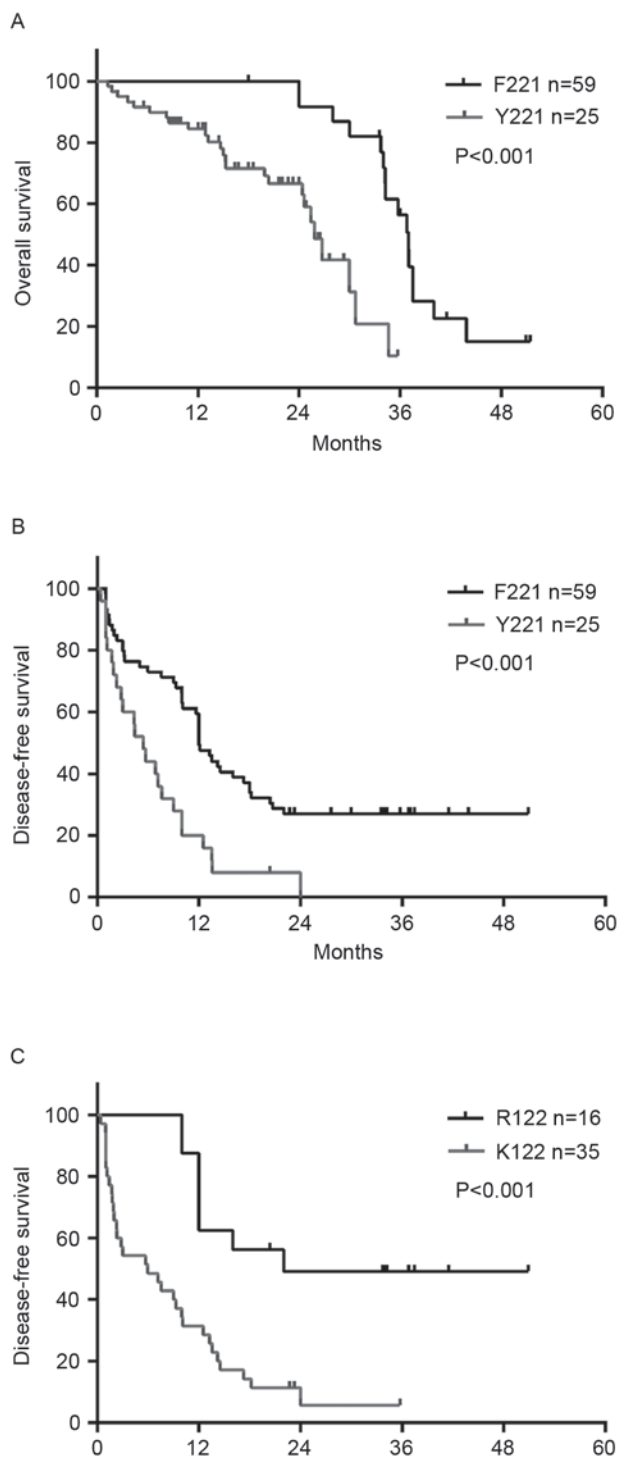 A
F221 n=59
Y221 n=25
P<0.001
Overall survival
100
80
60
40
20
0
0 12 24 36 48 60
Months
B
F221 n=59
Y221 n=25
P<0.001
Disease-free survival
100
80
60
40
20
0
0 12 24 36 48 60
Months
C
R122 n=16
K122 n=35
P<0.001
Disease-free survival
100
80
60
40
20
0
0 12 24 36 48 60